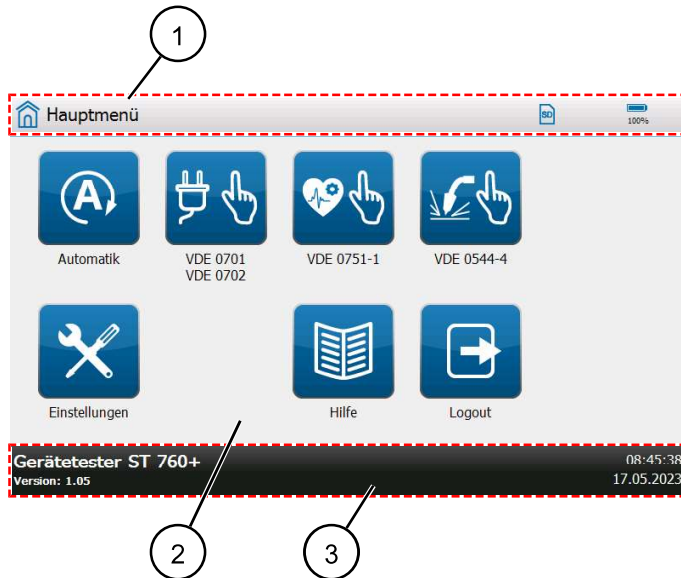 1
Hauptmenü
SD
100%
A
Automatik
VDE 0701
VDE 0702
VDE 0751-1
VDE 0544-4
Einstellungen
Hilfe
Logout
Gerätetester ST 760+
08:45:38
Version: 1.05
17.05.2023
2
3